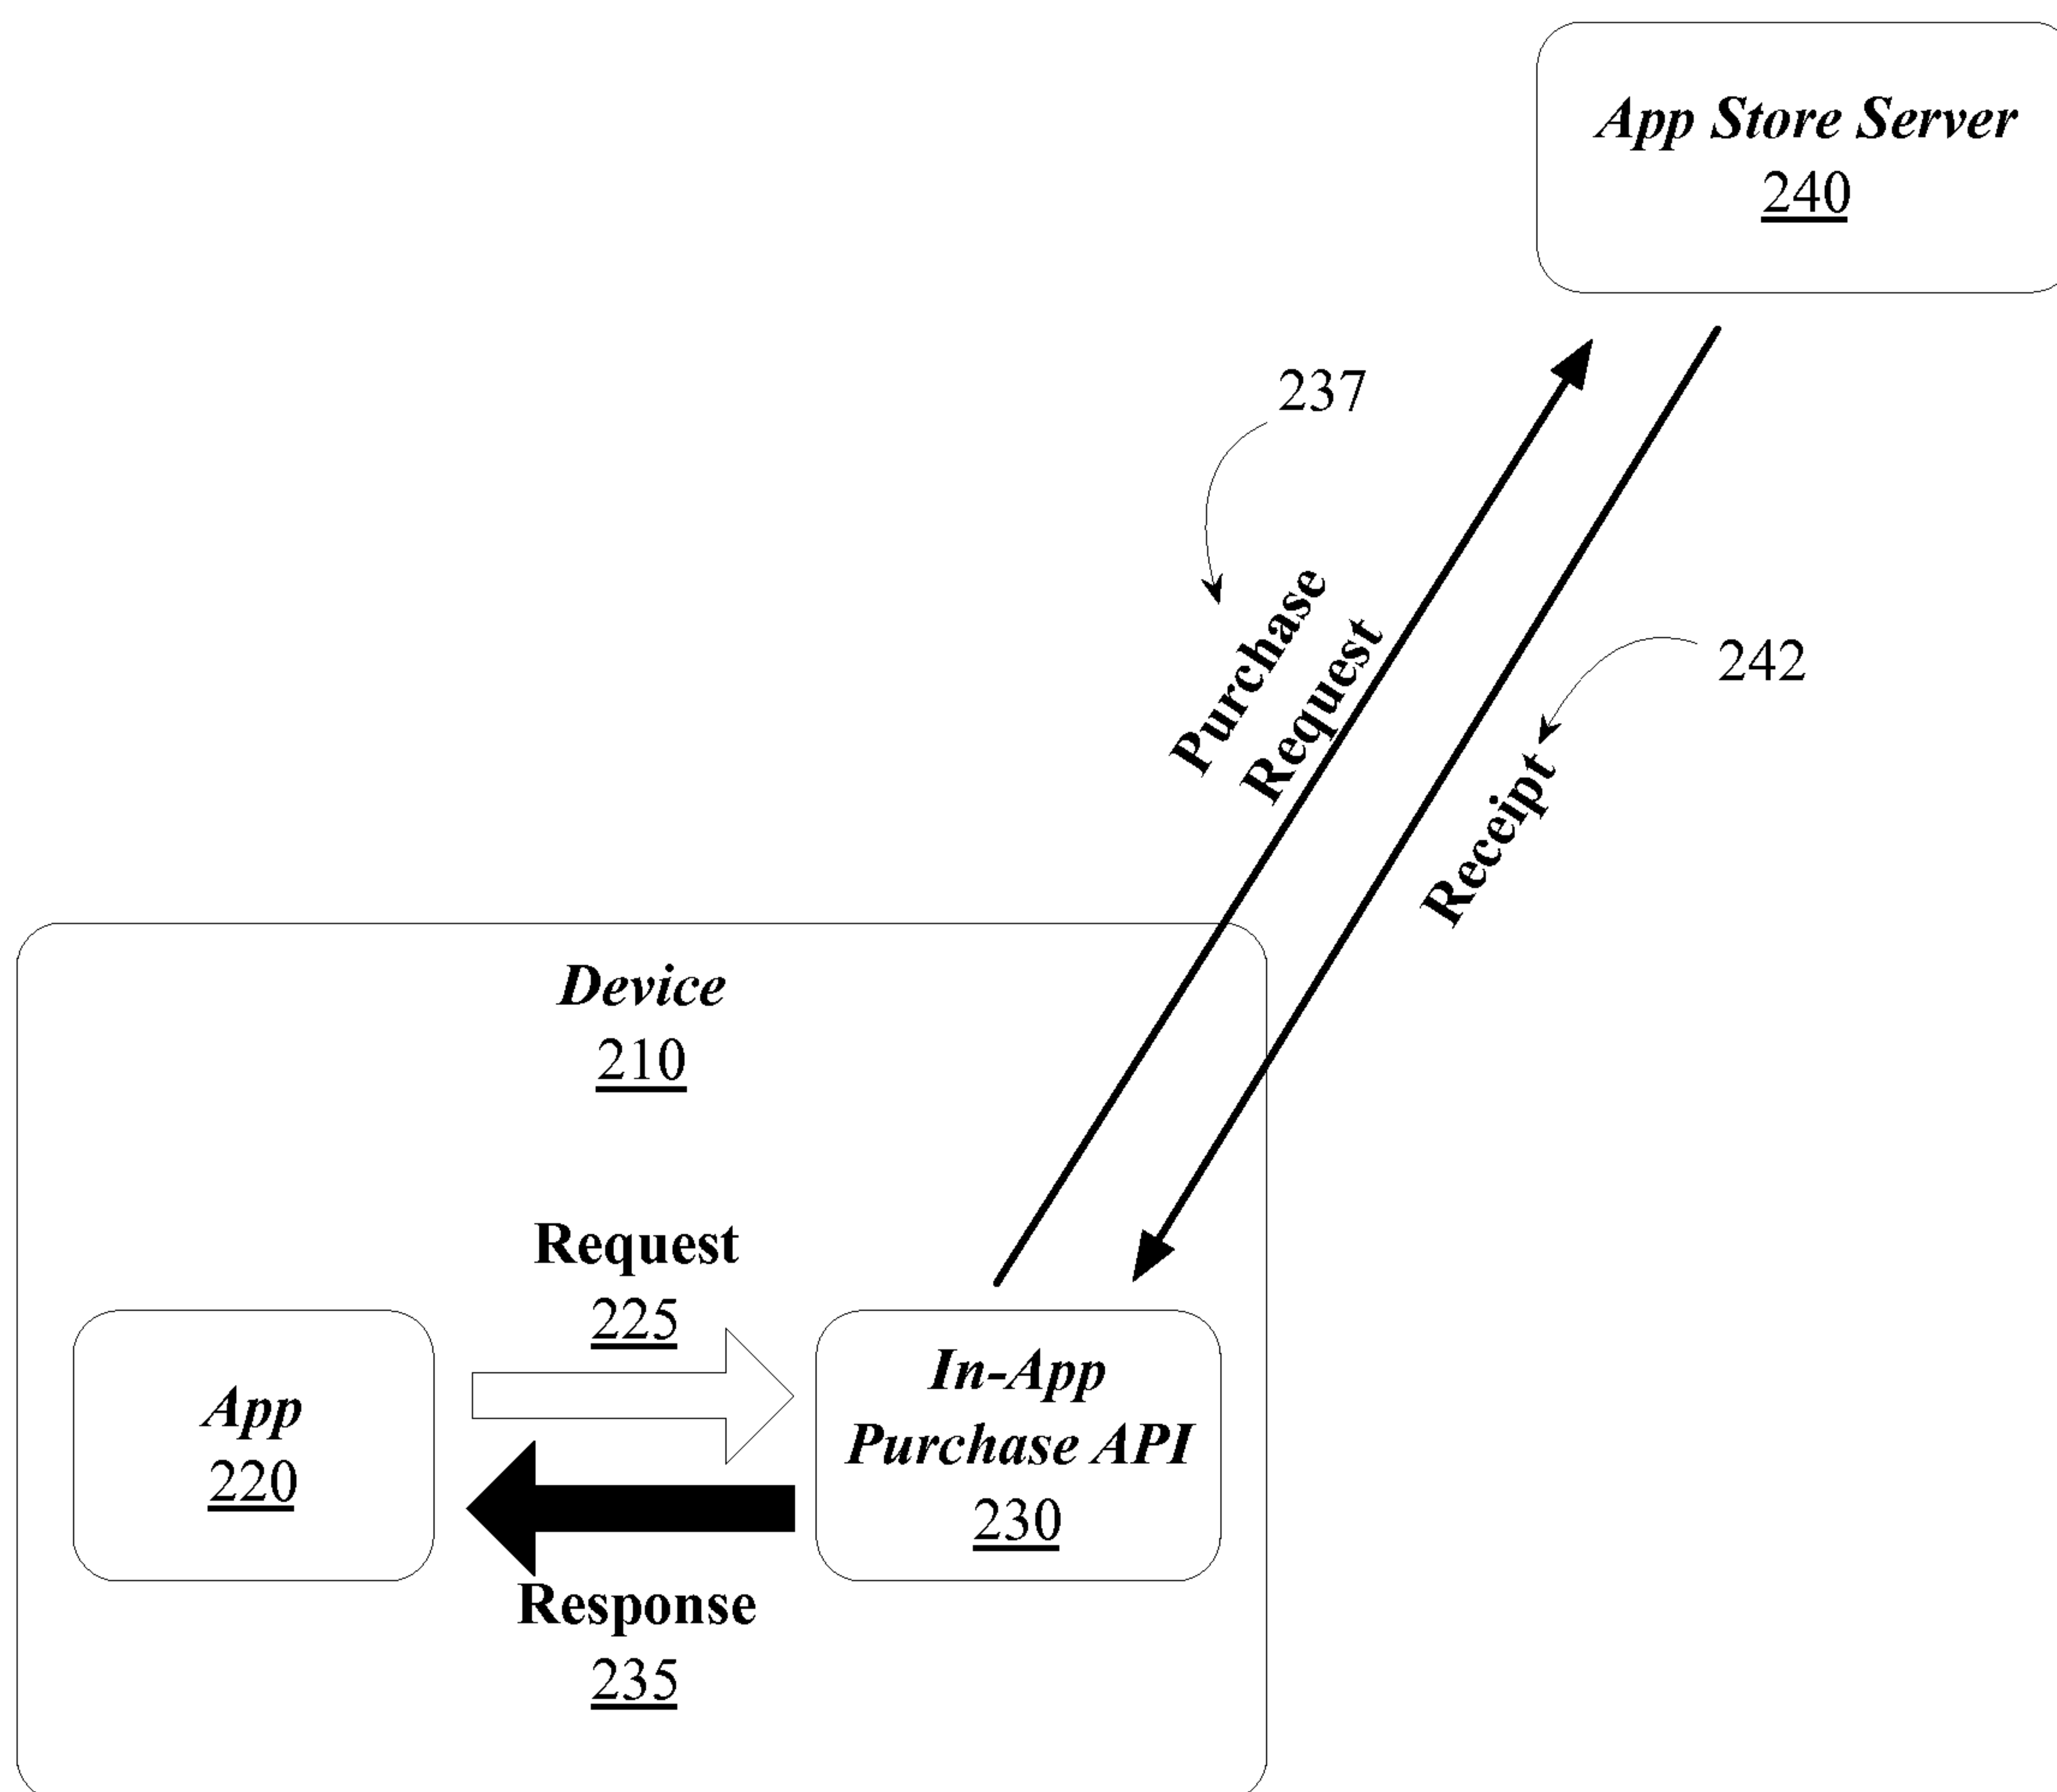 App Store Server
240
237
Purchase
Request
242
Receipt
Device
210
Request
225
App
220
In-App
Purchase API
230
Response
235